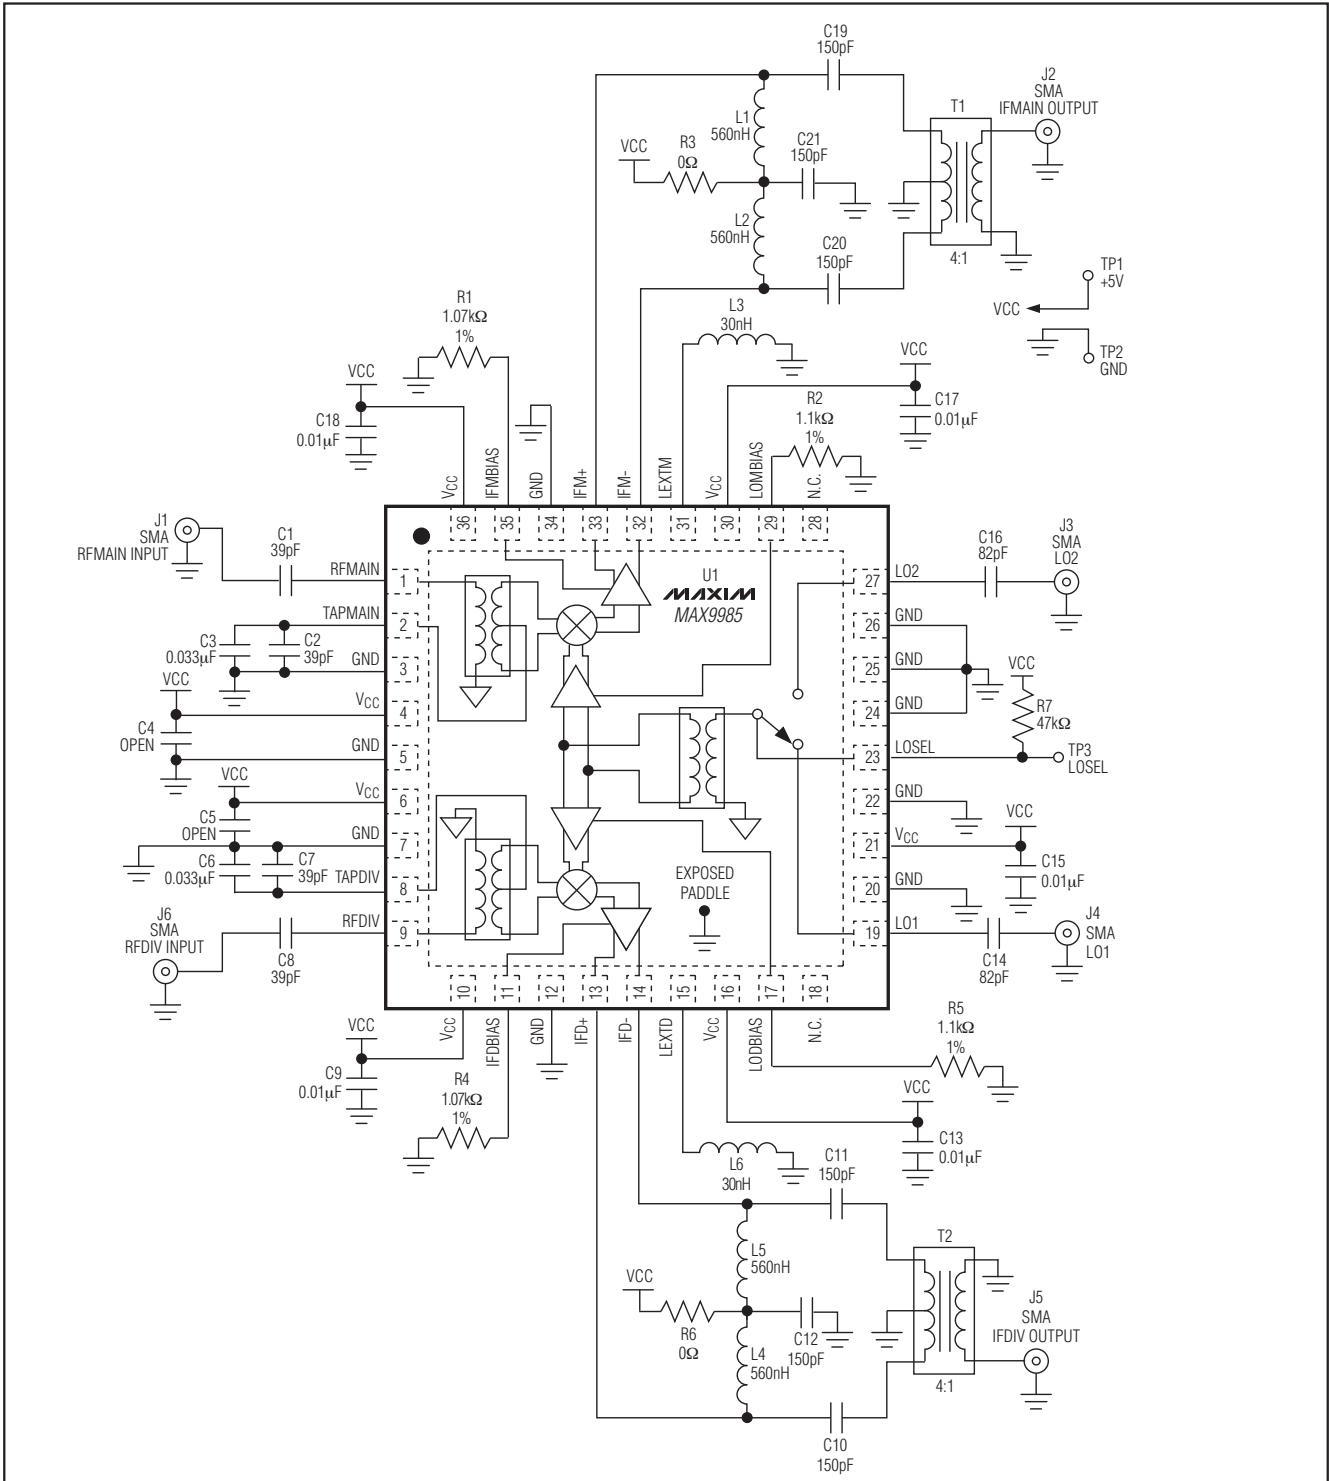 C19
150pF
J2
SMA
IFMAIN OUTPUT
T1
L1
560nH
VCC
R3
0Ω
C21
150pF
L2
560nH
C20
150pF
4:1
TP1
+5V
VCC
TP2
GND
R1
1.07kΩ
1%
L3
30nH
VCC
VCC
C18
0.01μF
R2
1.1kΩ
1%
C17
0.01μF
VCC
IFMBIAS
GND
IFM+
IFM-
LEXTM
VCC
LOMBIAS
N.C.
36
35
34
33
32
31
30
29
28
J1
SMA
RFMAIN INPUT
C1
39pF
RFMAIN
1
U1
MAXIM
MAX9985
27
LO2
C16
82pF
J3
SMA
LO2
TAPMAIN
2
C3
0.033μF
C2
39pF
26
GND
GND
3
25
GND
VCC
VCC
VCC
4
24
GND
R7
47kΩ
C4
OPEN
GND
5
23
LOSEL
TP3
LOSEL
VCC
VCC
6
22
GND
C5
OPEN
VCC
GND
7
21
VCC
C6
0.033μF
C7
39pF
C15
0.01μF
TAPDIV
8
EXPOSED
PADDLE
20
GND
J6
SMA
RFDIV INPUT
RFDIV
9
19
LO1
J4
SMA
LO1
C8
39pF
C14
82pF
10
11
12
13
14
15
16
17
18
VCC
IFDBIAS
GND
IFD+
IFD-
LEXTD
VCC
LODBIAS
N.C.
R5
1.1kΩ
1%
VCC
C9
0.01μF
R4
1.07kΩ
1%
VCC
C13
0.01μF
L6
30nH
C11
150pF
T2
L5
560nH
VCC
R6
0Ω
C12
150pF
J5
SMA
IFDIV OUTPUT
L4
560nH
4:1
C10
150pF